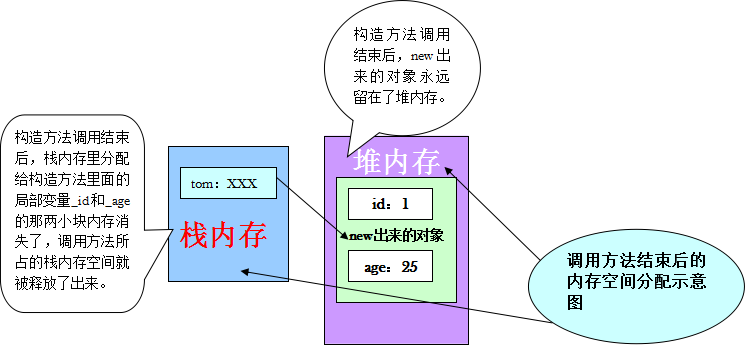 构造方法调用
结束后，new出
来的对象永远
留在了堆内存。
构造方法调用结束
后，栈内存里分配
给构造方法里面的
局部变量_id和_age
的那两小块内存消
失了，调用方法所
占的栈内存空间就
被释放了出来。
tom：XXX
栈内存
堆内存
id：1
new出来的对象
age：25
调用方法结束后的
内存空间分配示意
图